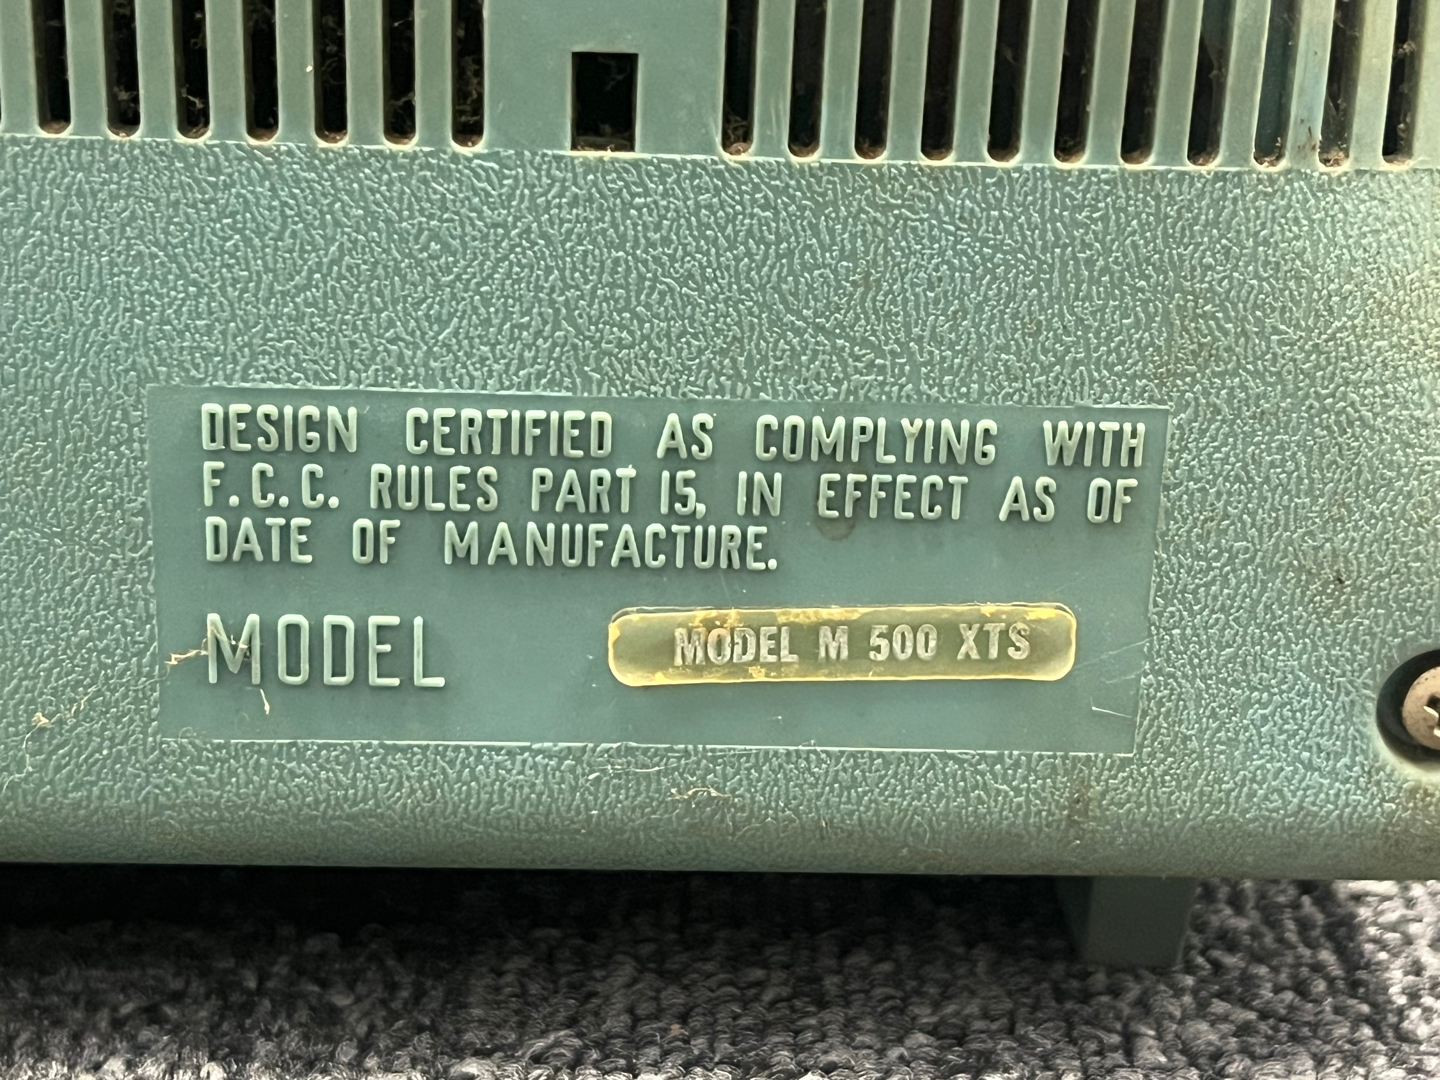 DESIGN CERTIFIED AS COMPLYING WITH
F.C.C. RULES PART 15, IN EFFECT AS OF
DATE OF MANUFACTURE.
MODEL MODEL M 500 XTS